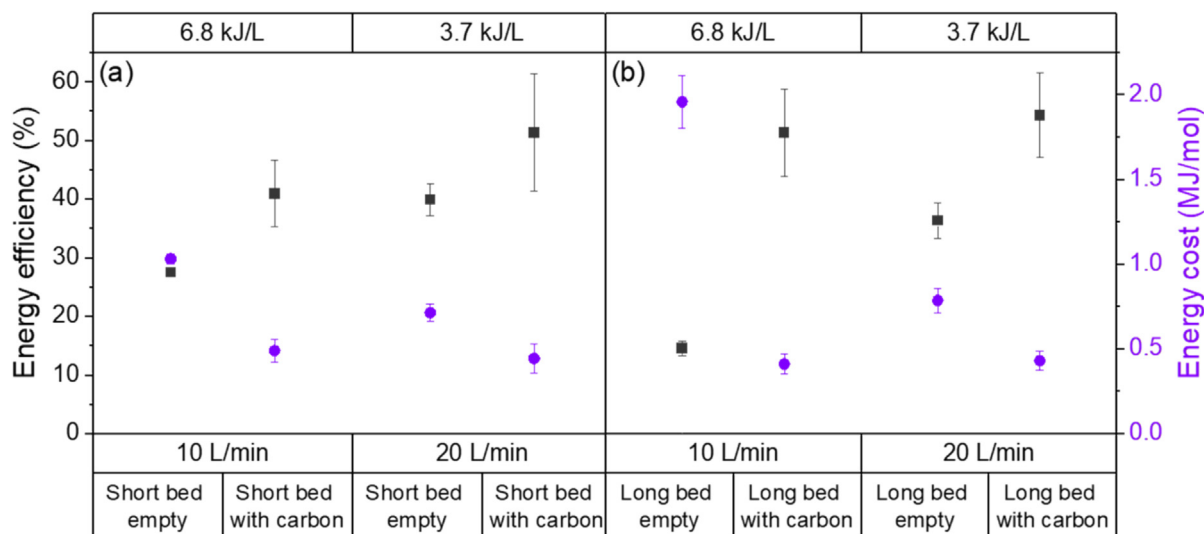 6.8 kJ/L 3.7 kJ/L 6.8 kJ/L 3.7 kJ/L
(a) (b)
Energy efficiency (%)
60
50
40
30
20
10
0
2.0
1.5
1.0
0.5
0.0
Energy cost (MJ/mol)
10 L/min 20 L/min 10 L/min 20 L/min
Short bed Short bed Short bed Short bed Long bed Long bed Long bed Long bed
empty with carbon empty with carbon empty with carbon empty with carbon